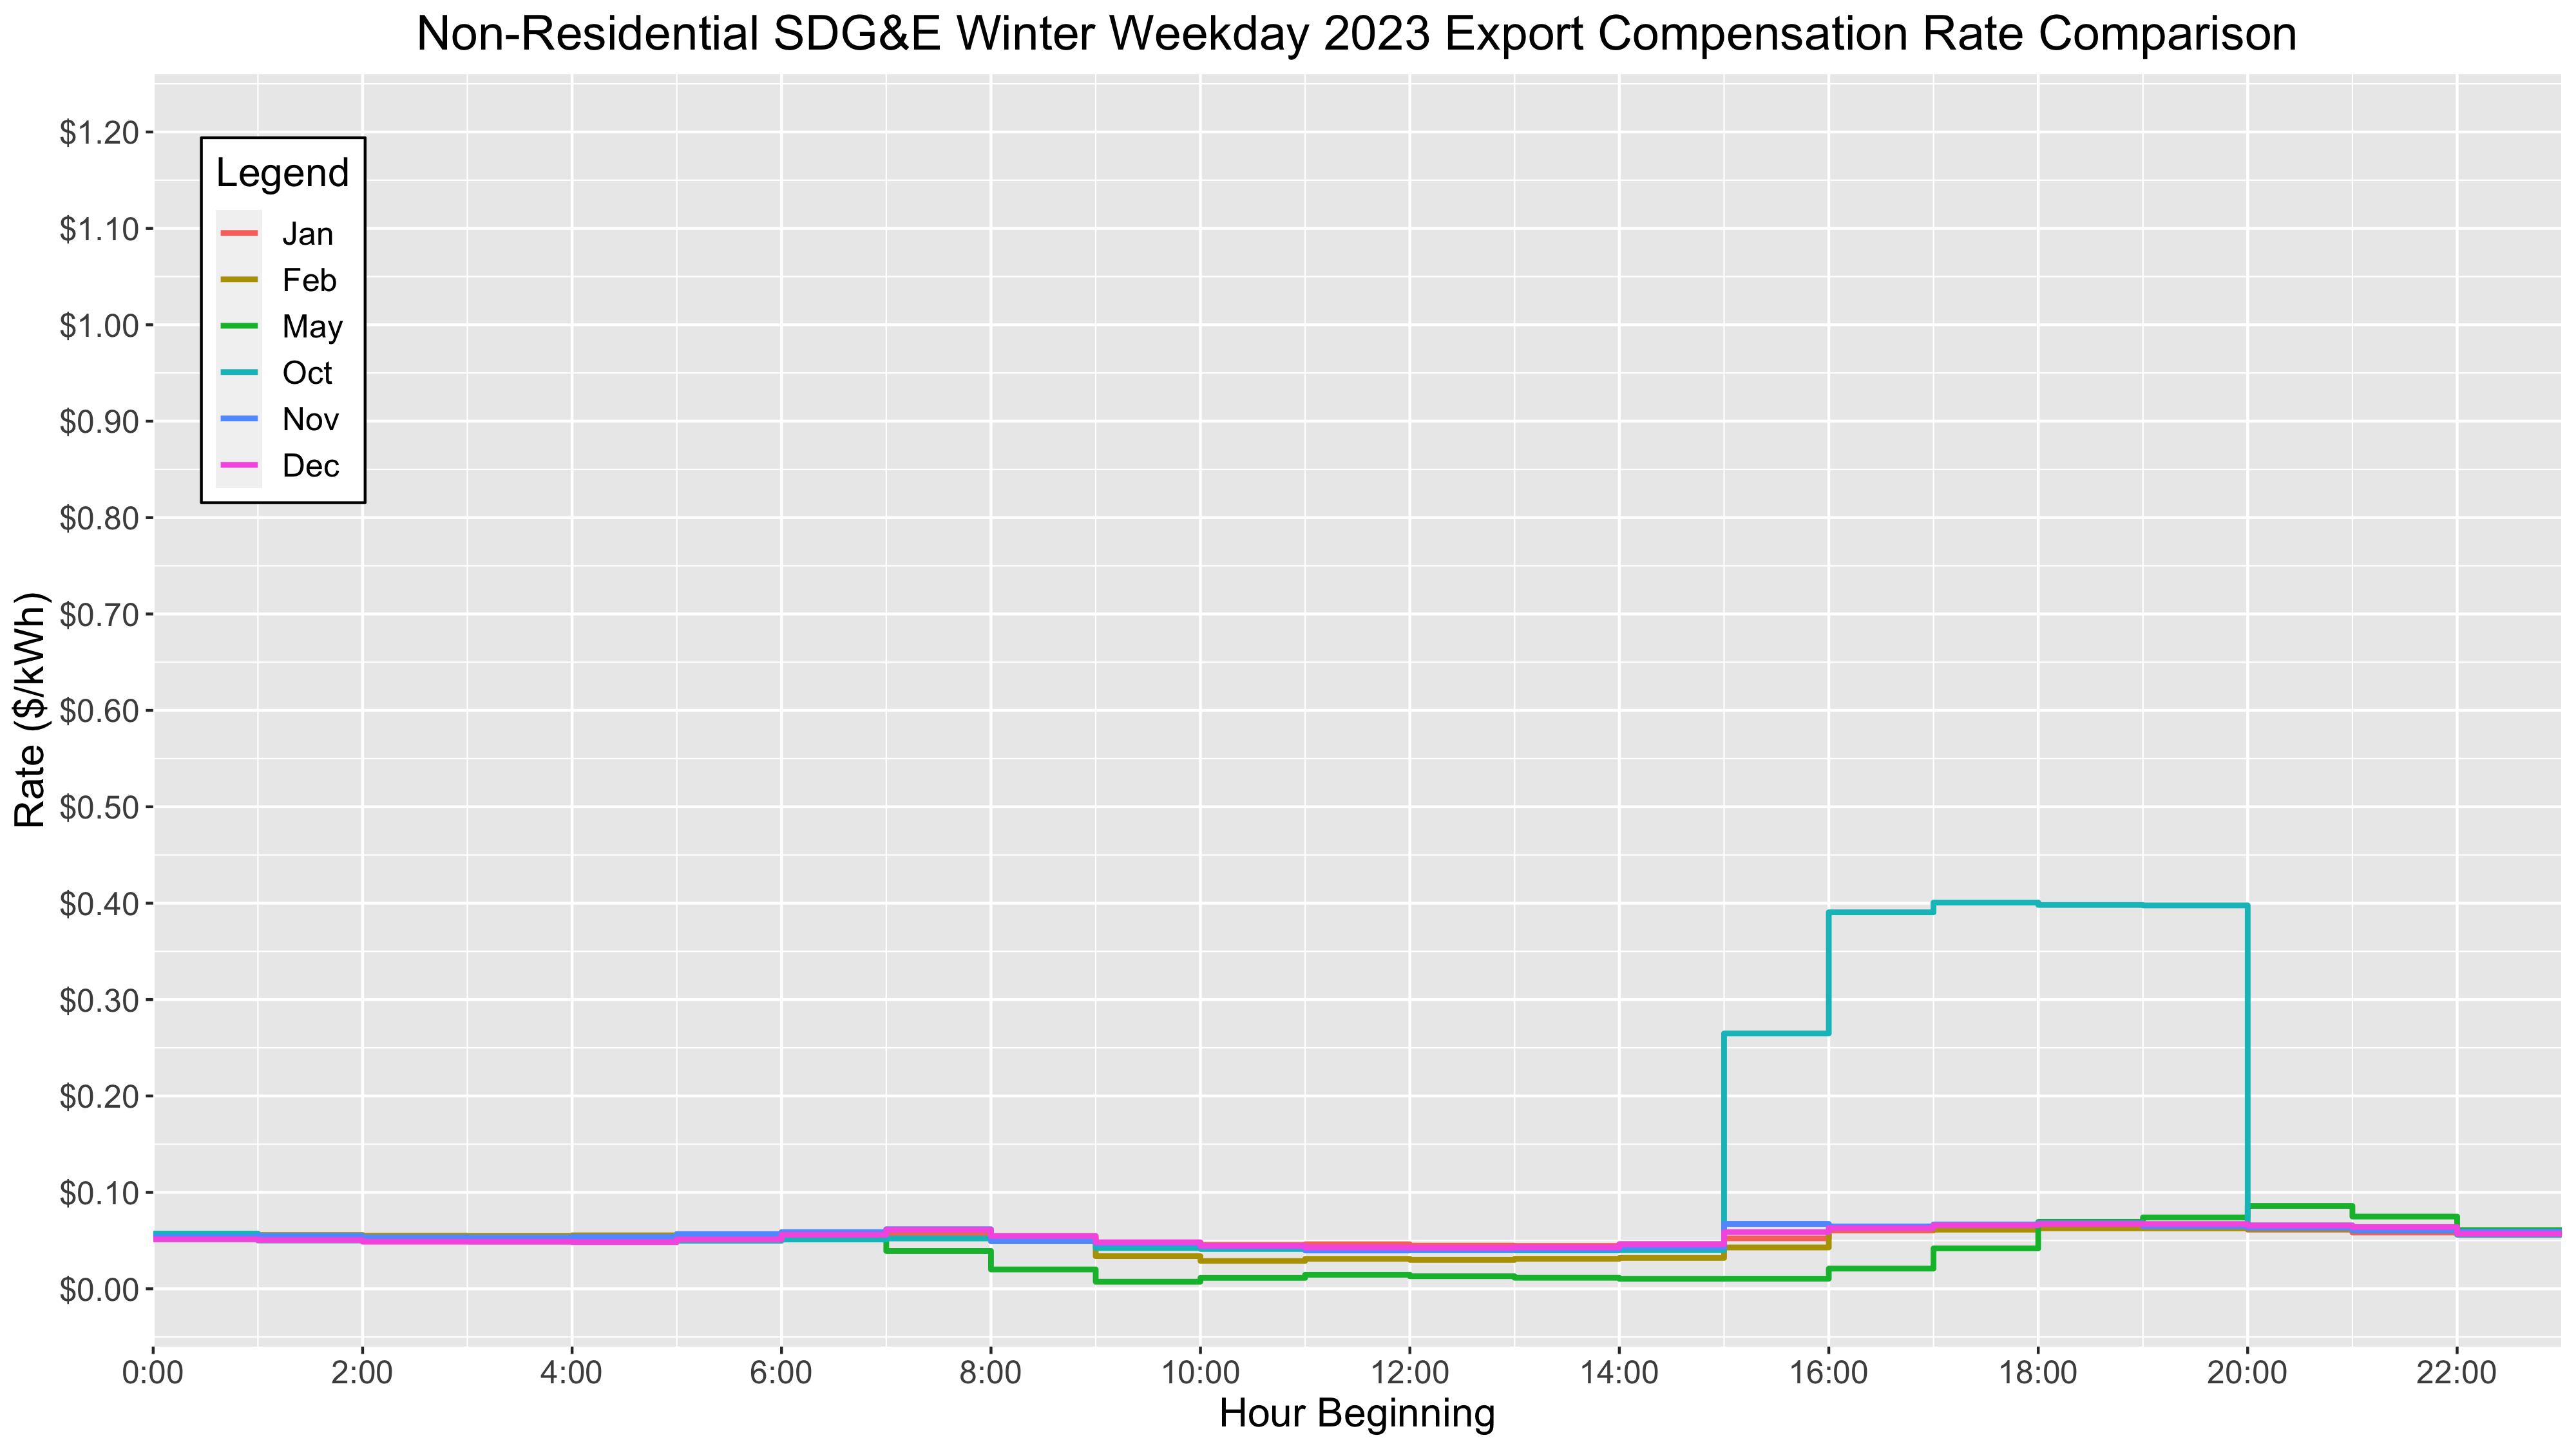 Non-Residential SDG&E Winter Weekday 2023 Export Compensation Rate Comparison
Legend
Jan
Feb
May
Oct
Nov
Dec
Rate ($/kWh)
$1.20
$1.10
$1.00
$0.90
$0.80
$0.70
$0.60
$0.50
$0.40
$0.30
$0.20
$0.10
$0.00
0:00 2:00 4:00 6:00 8:00 10:00 12:00 14:00 16:00 18:00 20:00 22:00
Hour Beginning